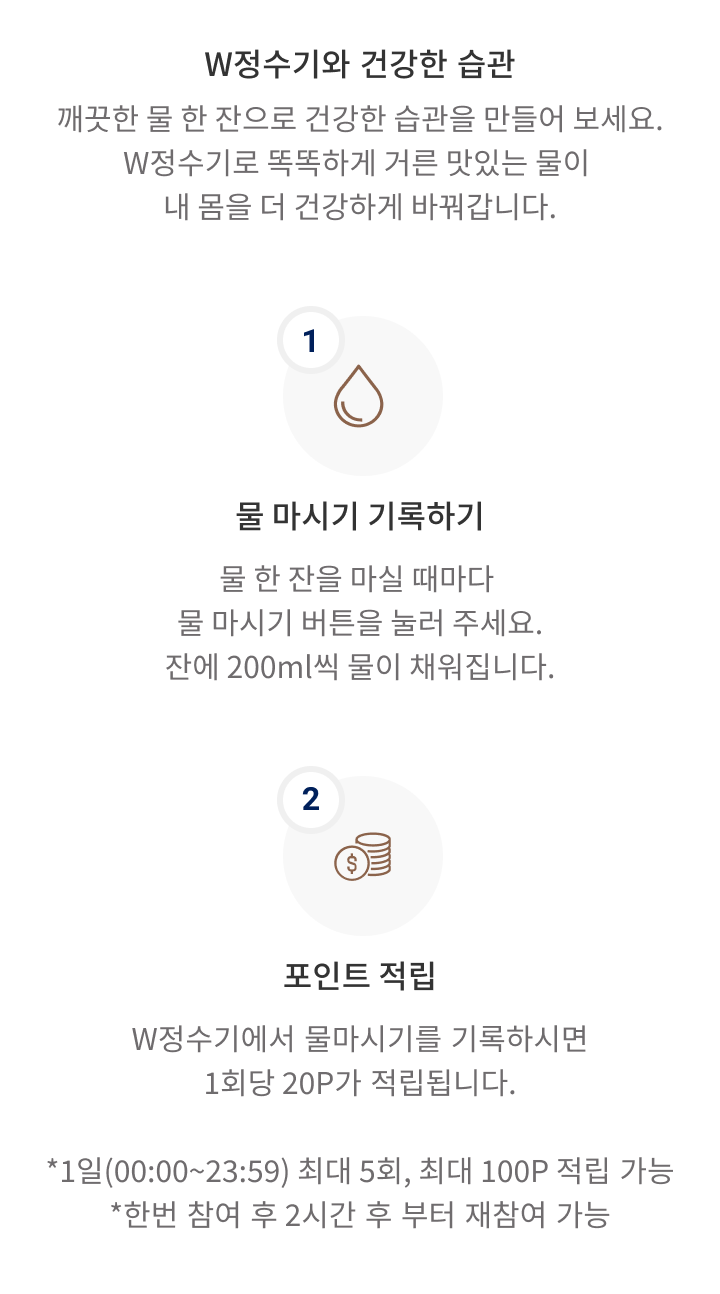 W정수기와 건강한 습관
깨끗한 물 한 잔으로 건강한 습관을 만들어 보세요.
W정수기로 똑똑하게 거른 맛있는 물이
내 몸을 더 건강하게 바꿔갑니다.
1
물 마시기 기록하기
물 한 잔을 마실 때마다
물 마시기 버튼을 눌러 주세요.
잔에 200ml씩 물이 채워집니다.
2
$
포인트 적립
W정수기에서 물마시기를 기록하시면
1회당 20P가 적립됩니다.
*1일(00:00~23:59) 최대 5회, 최대 100P 적립 가능
*한번 참여 후 2시간 후 부터 재참여 가능